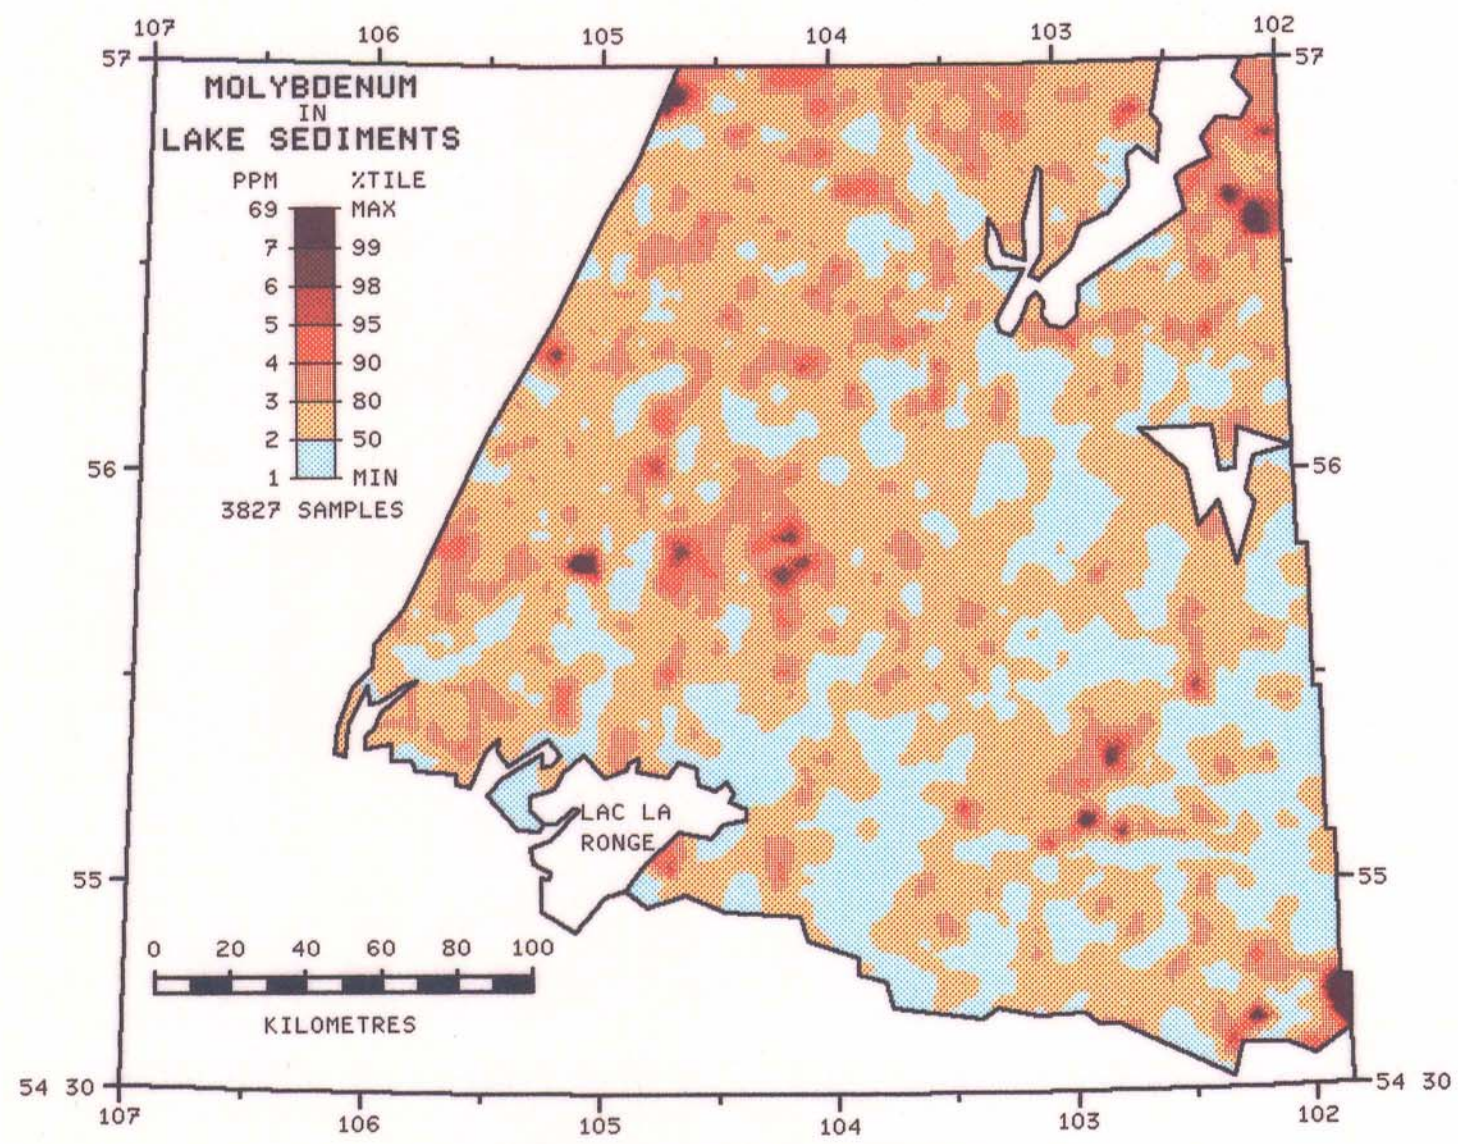 107 106 105 104 103 102
57 57
MOLYBDENUM
IN
LAKE SEDIMENTS
PPM %TILE
69 MAX
7 99
6 98
5 95
4 90
3 80
2 50
1 MIN
56 56
3827 SAMPLES
LAC LA
RONGE
55 55
0 20 40 60 80 100
KILOMETRES
54 30 54 30
107 106 105 104 103 102